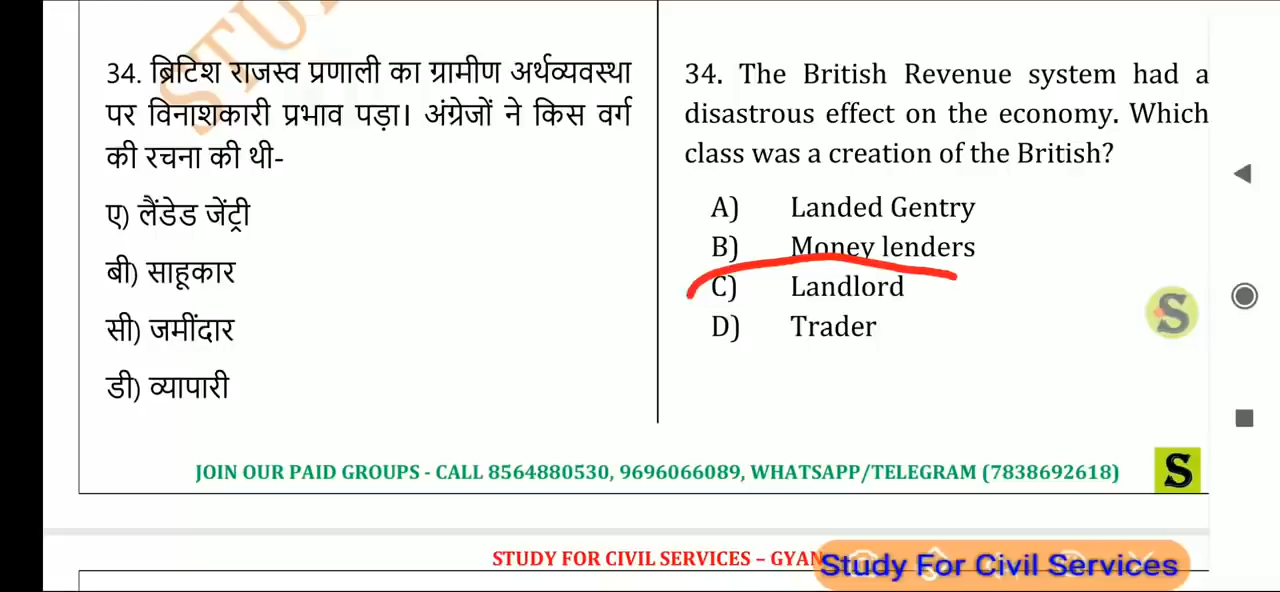 34. ब्रिटिश राजस्व प्रणाली का ग्रामीण अर्थव्यवस्था
पर विनाशकारी प्रभाव पड़ा। अंग्रेजों ने किस वर्ग
की रचना की थी-
ए) लैंडेड जेंट्री
बी) साहूकार
सी) जमींदार
डी) व्यापारी
34. The British Revenue system had a
disastrous effect on the economy. Which
class was a creation of the British?
A) Landed Gentry
B) Money lenders
C) Landlord
D) Trader
S
JOIN OUR PAID GROUPS - CALL 8564880530, 9696066089, WHATSAPP/TELEGRAM (7838692618)
S
STUDY FOR CIVIL SERVICES – GYAN
Study For Civil Services